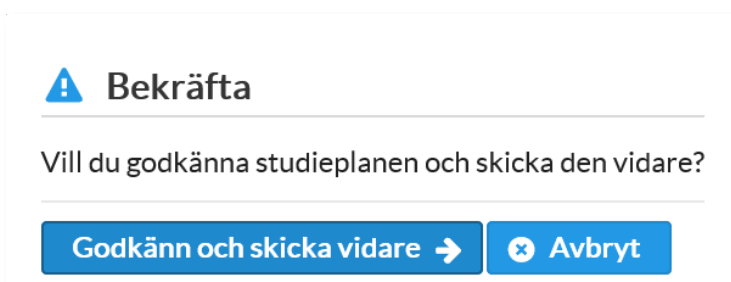 Bekräfta
Vill du godkänna studieplanen och skicka den vidare?
Godkänn och skicka vidare
Avbryt